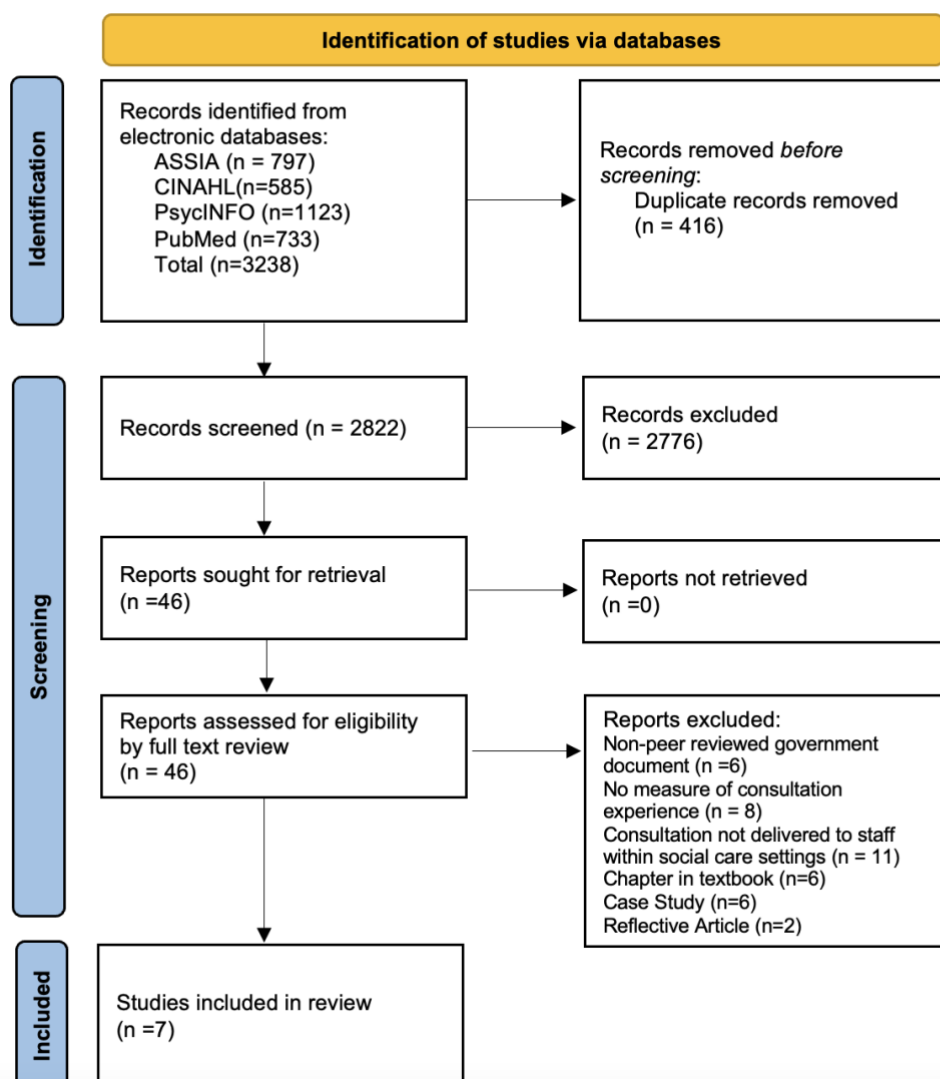 Identification of studies via databases
Identification
Records identified from
electronic databases:
ASSIA (n = 797)
CINAHL(n=585)
PsycINFO (n=1123)
PubMed (n=733)
Total (n=3238)
Records removed before
screening:
Duplicate records removed
(n = 416)
Screening
Records screened (n = 2822)
Records excluded
(n = 2776)
Reports sought for retrieval
(n =46)
Reports not retrieved
(n =0)
Reports assessed for eligibility
by full text review
(n = 46)
Reports excluded:
Non-peer reviewed government
document (n =6)
No measure of consultation
experience (n = 8)
Consultation not delivered to staff
within social care settings (n = 11)
Chapter in textbook (n=6)
Case Study (n=6)
Reflective Article (n=2)
Included
Studies included in review
(n =7)